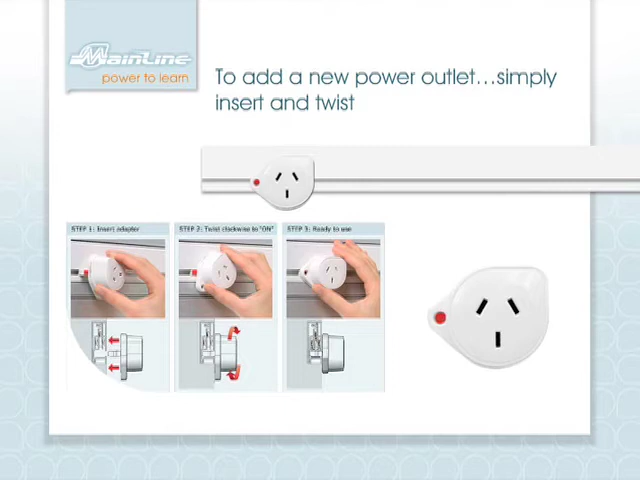 MainLine
power to learn
To add a new power outlet...simply
insert and twist
STEP 1: Insert adapter
STEP 2: Twist clockwise to "ON"
STEP 3: Ready to use